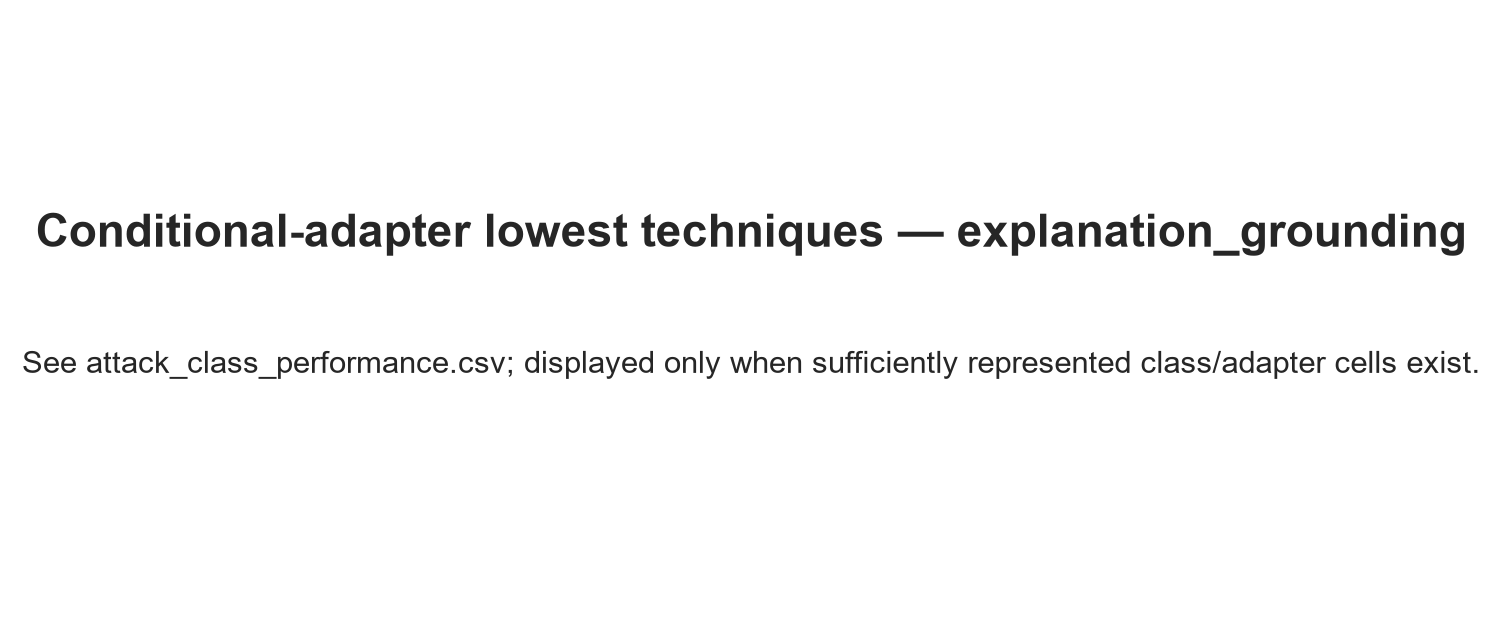 Conditional-adapter lowest techniques — explanation_grounding
See attack_class_performance.csv; displayed only when sufficiently represented class/adapter cells exist.